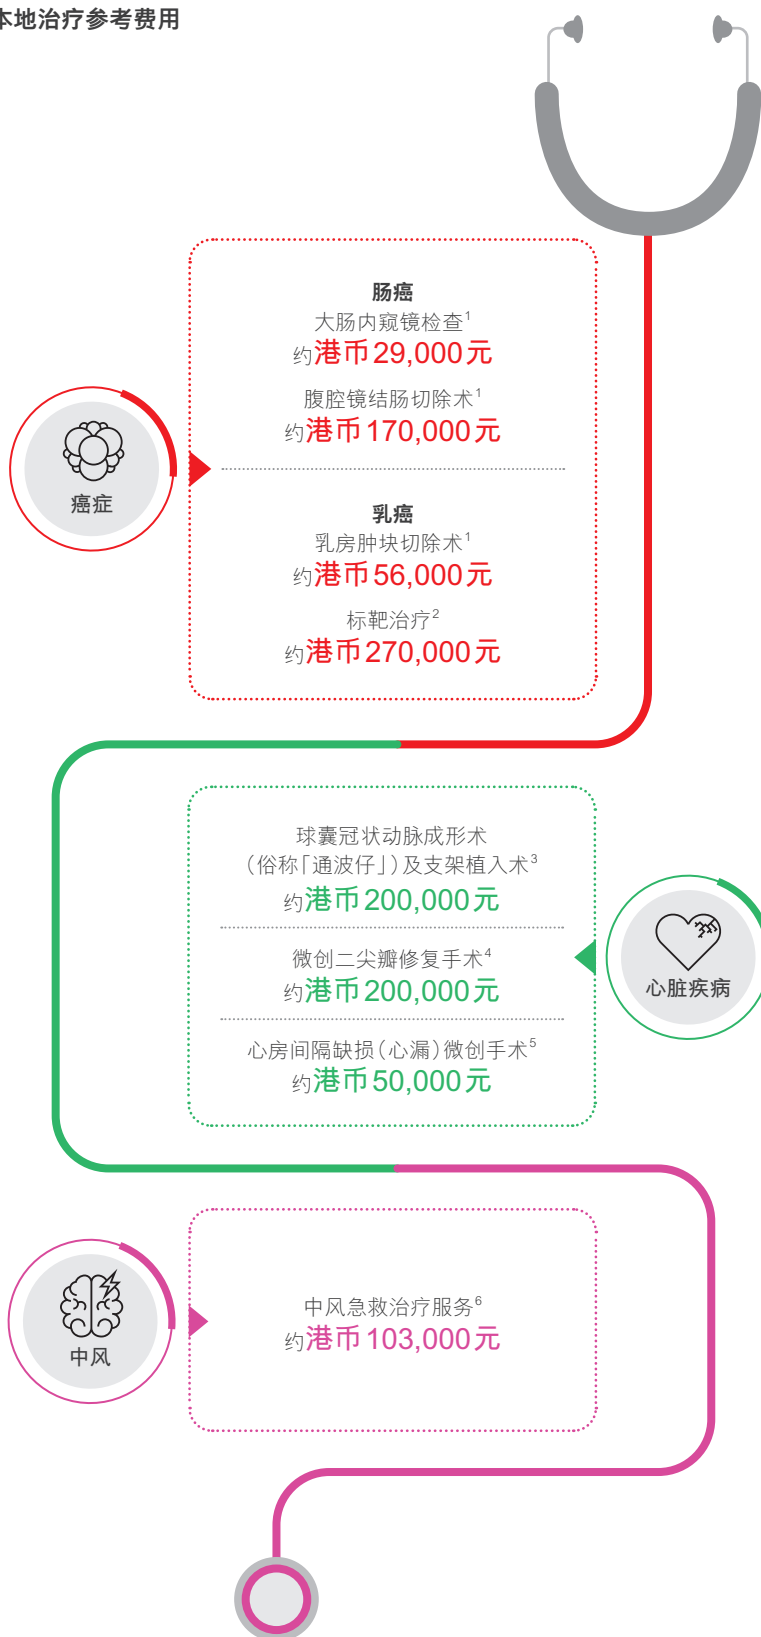 本地治疗参考费用
肠癌
大肠内窥镜检查1
约港币29,000元
腹腔镜结肠切除术1
约港币170,000元
癌症
乳癌
乳房肿块切除术1
约港币56,000元
标靶治疗2
约港币270,000元
球囊冠状动脉成形术
（俗称「通波仔」）及支架植入术3
约港币200,000元
微创二尖瓣修复手术4
约港币200,000元
心脏疾病
心房间隔缺损（心漏）微创手术5
约港币50,000元
中风急救治疗服务6
约港币103,000元
中风